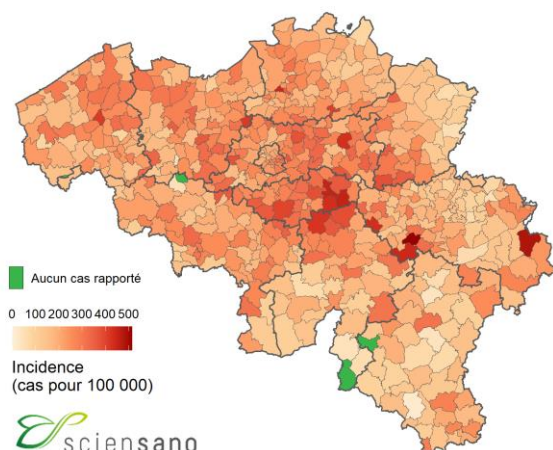 Aucun cas rapporté
0 100 200 300 400 500
Incidence
(cas pour 100 000)
sciensano